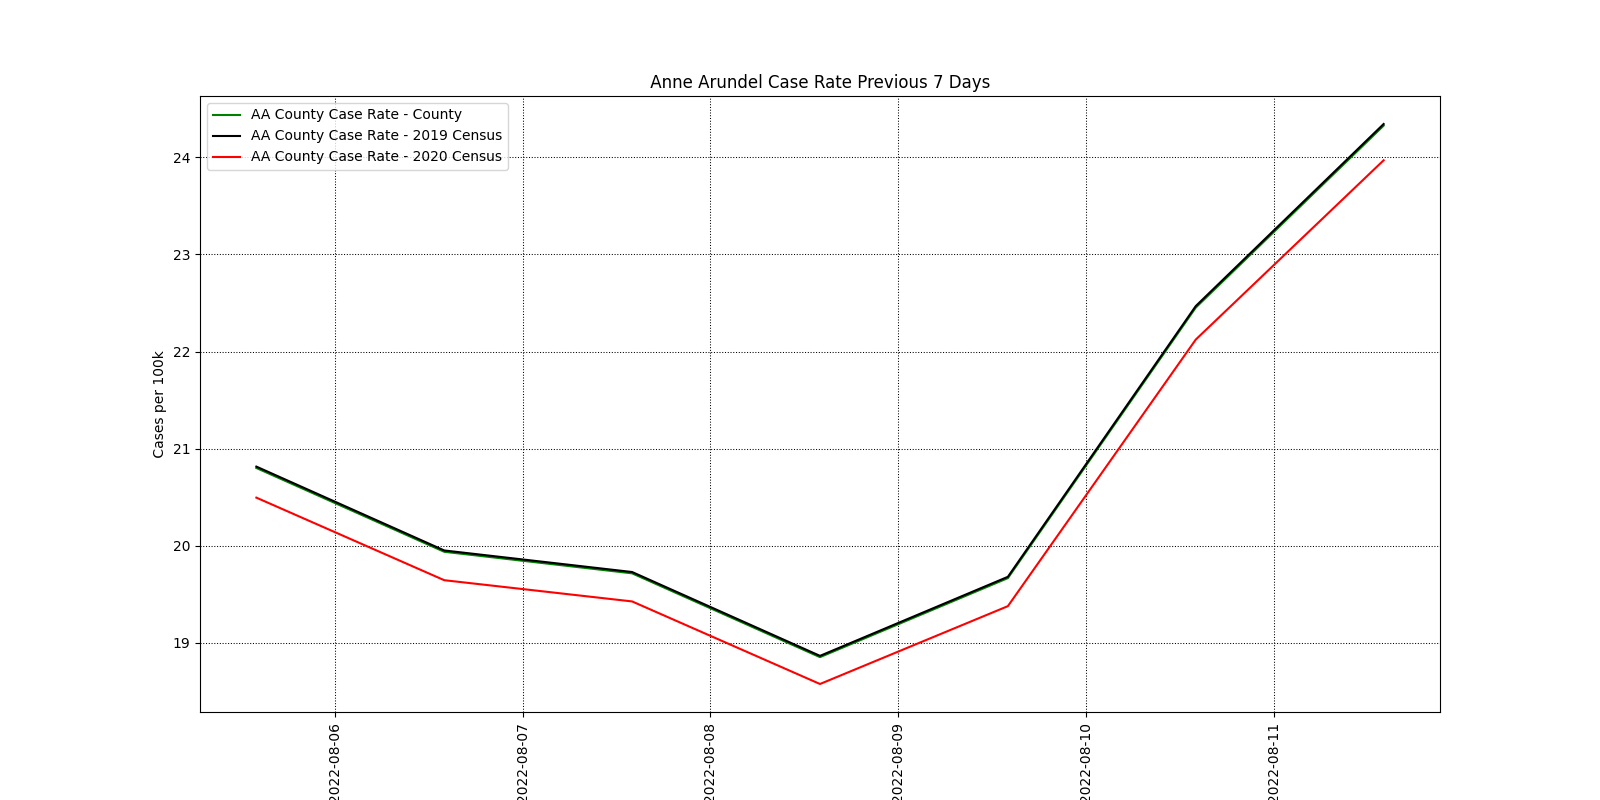 Anne Arundel Case Rate Previous 7 Days
AA County Case Rate - County
AA County Case Rate - 2019 Census
AA County Case Rate - 2020 Census
24
23
22
21
20
19
Cases per 100k
2022-08-06
2022-08-07
2022-08-08
2022-08-09
2022-08-10
2022-08-11